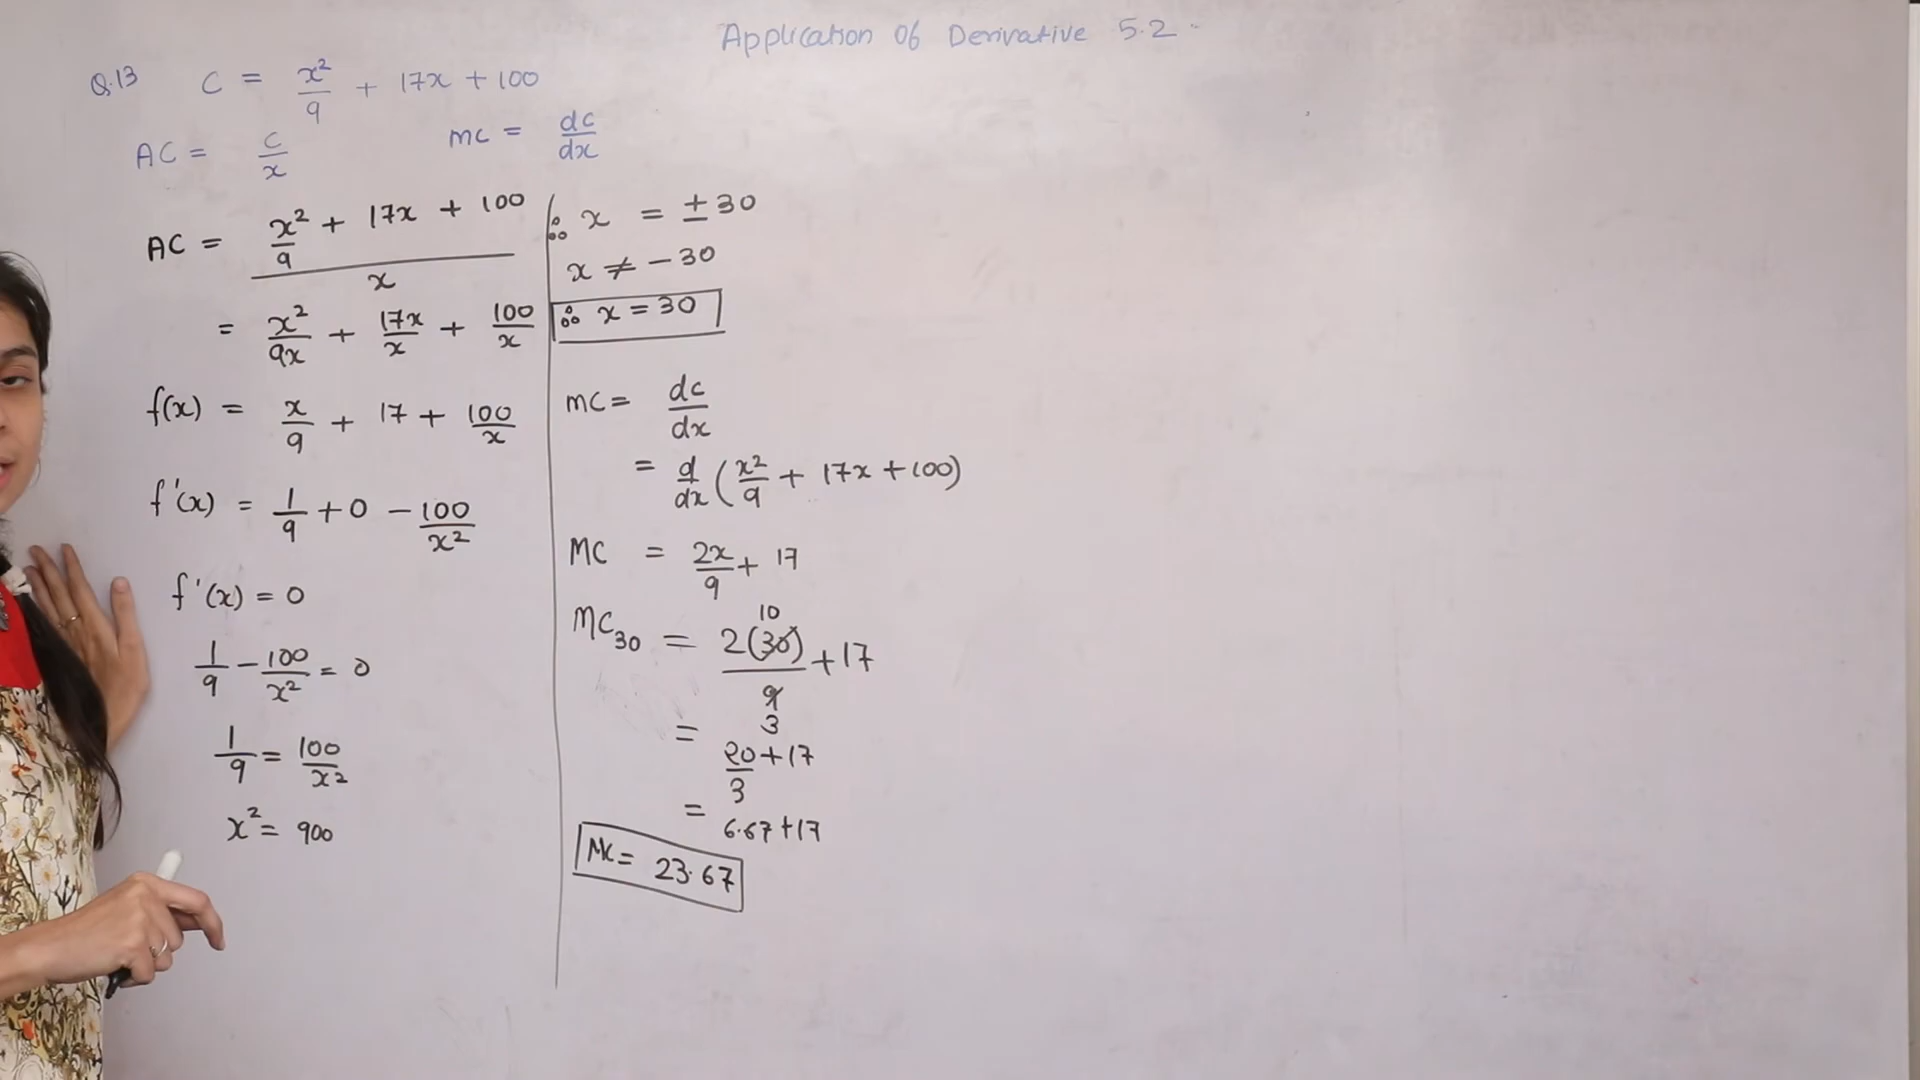 Application Of Derivative 5.2
Q.13 C = x²/9 + 17x + 100
AC = C/x mc = dc/dx
AC = (x²/9 + 17x + 100)/x
= x²/9x + 17x/x + 100/x
f(x) = x/9 + 17 + 100/x
f'(x) = 1/9 + 0 - 100/x²
f'(x) = 0
1/9 - 100/x² = 0
1/9 = 100/x²
x² = 900
∴ x = ±30
x ≠ -30
∴ x = 30
mc = dc/dx
= d/dx (x²/9 + 17x + 100)
MC = 2x/9 + 17
10
MC₃₀ = 2(30)/9 + 17
3
= 20/3 + 17
= 6.67 + 17
Mc = 23.67